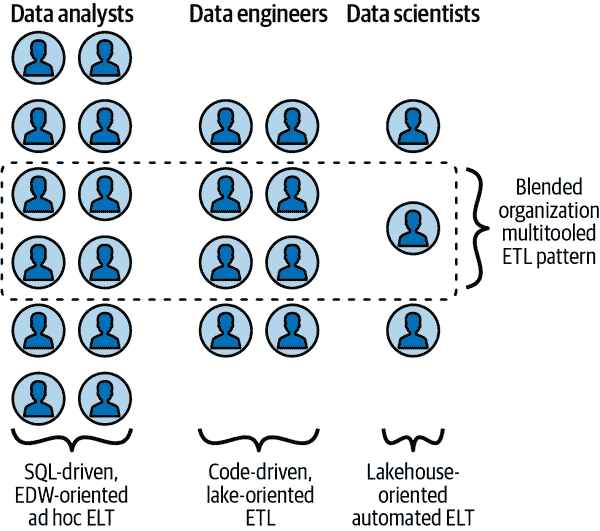 Data analysts
Data engineers
Data scientists
Blended
organization
multitooled
ETL pattern
SQL-driven,
EDW-oriented
ad hoc ELT
Code-driven,
lake-oriented
ETL
Lakehouse-
oriented
automated ELT